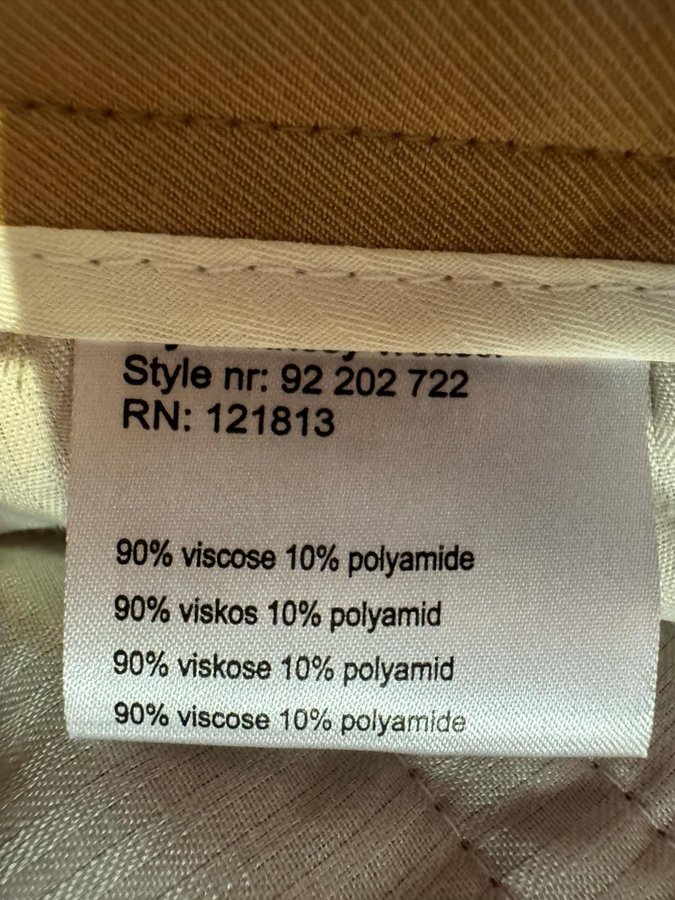 Style nr: 92 202 722
RN: 121813
90% viscose 10% polyamide
90% viskos 10% polyamid
90% viskose 10% polyamid
90% viscose 10% polyamide